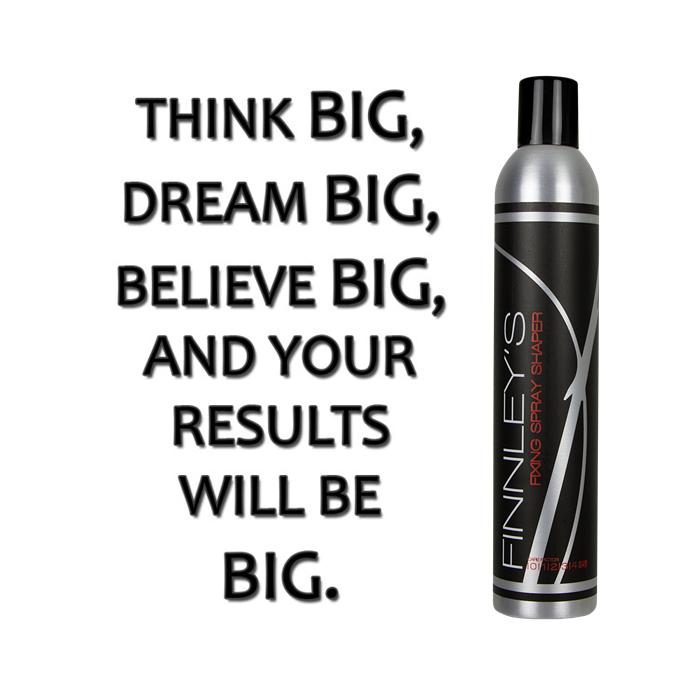 THINK BIG,
DREAM BIG,
BELIEVE BIG,
AND YOUR
RESULTS
WILL BE
BIG.
FINNLEY'S
FIXING SPRAY SHAPER